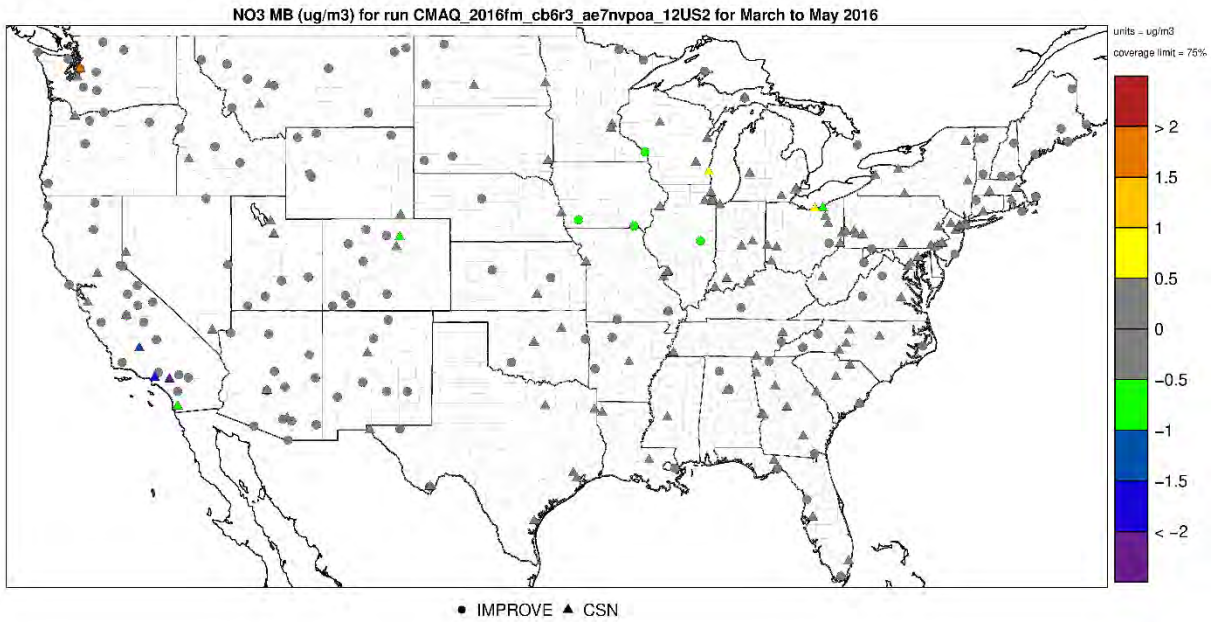 NO3 MB (ug/m3) for run CMAQ_2016fm_cb6r3_ae7nvpoa_12US2 for March to May 2016
units = ug/m3
coverage limit = 75%
> 2
1.5
1
0.5
0
−0.5
−1
−1.5
< −2
● IMPROVE ▲ CSN